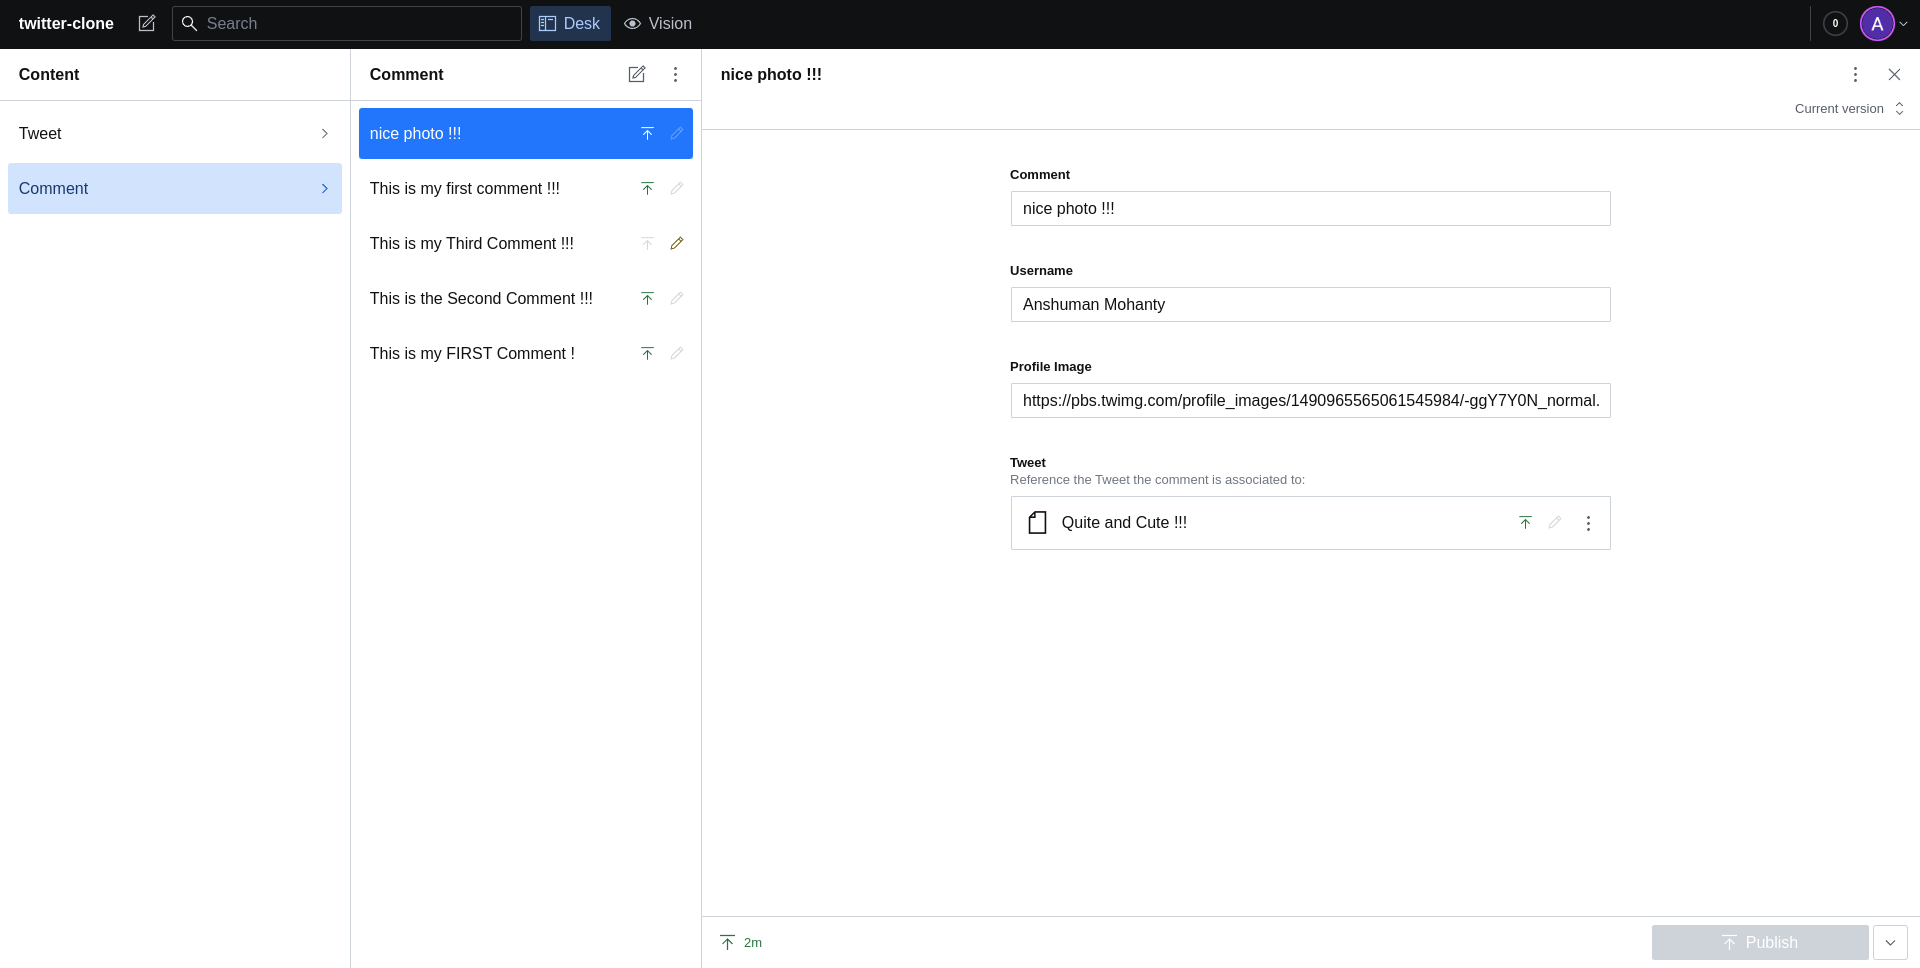 twitter-clone
Search
Desk
Vision
0
A
Content
Tweet
Comment
Comment
nice photo !!!
This is my first comment !!!
This is my Third Comment !!!
This is the Second Comment !!!
This is my FIRST Comment !
nice photo !!!
Current version
Comment
nice photo !!!
Username
Anshuman Mohanty
Profile Image
https://pbs.twimg.com/profile_images/1490965565061545984/-ggY7Y0N_normal.
Tweet
Reference the Tweet the comment is associated to:
Quite and Cute !!!
2m
Publish